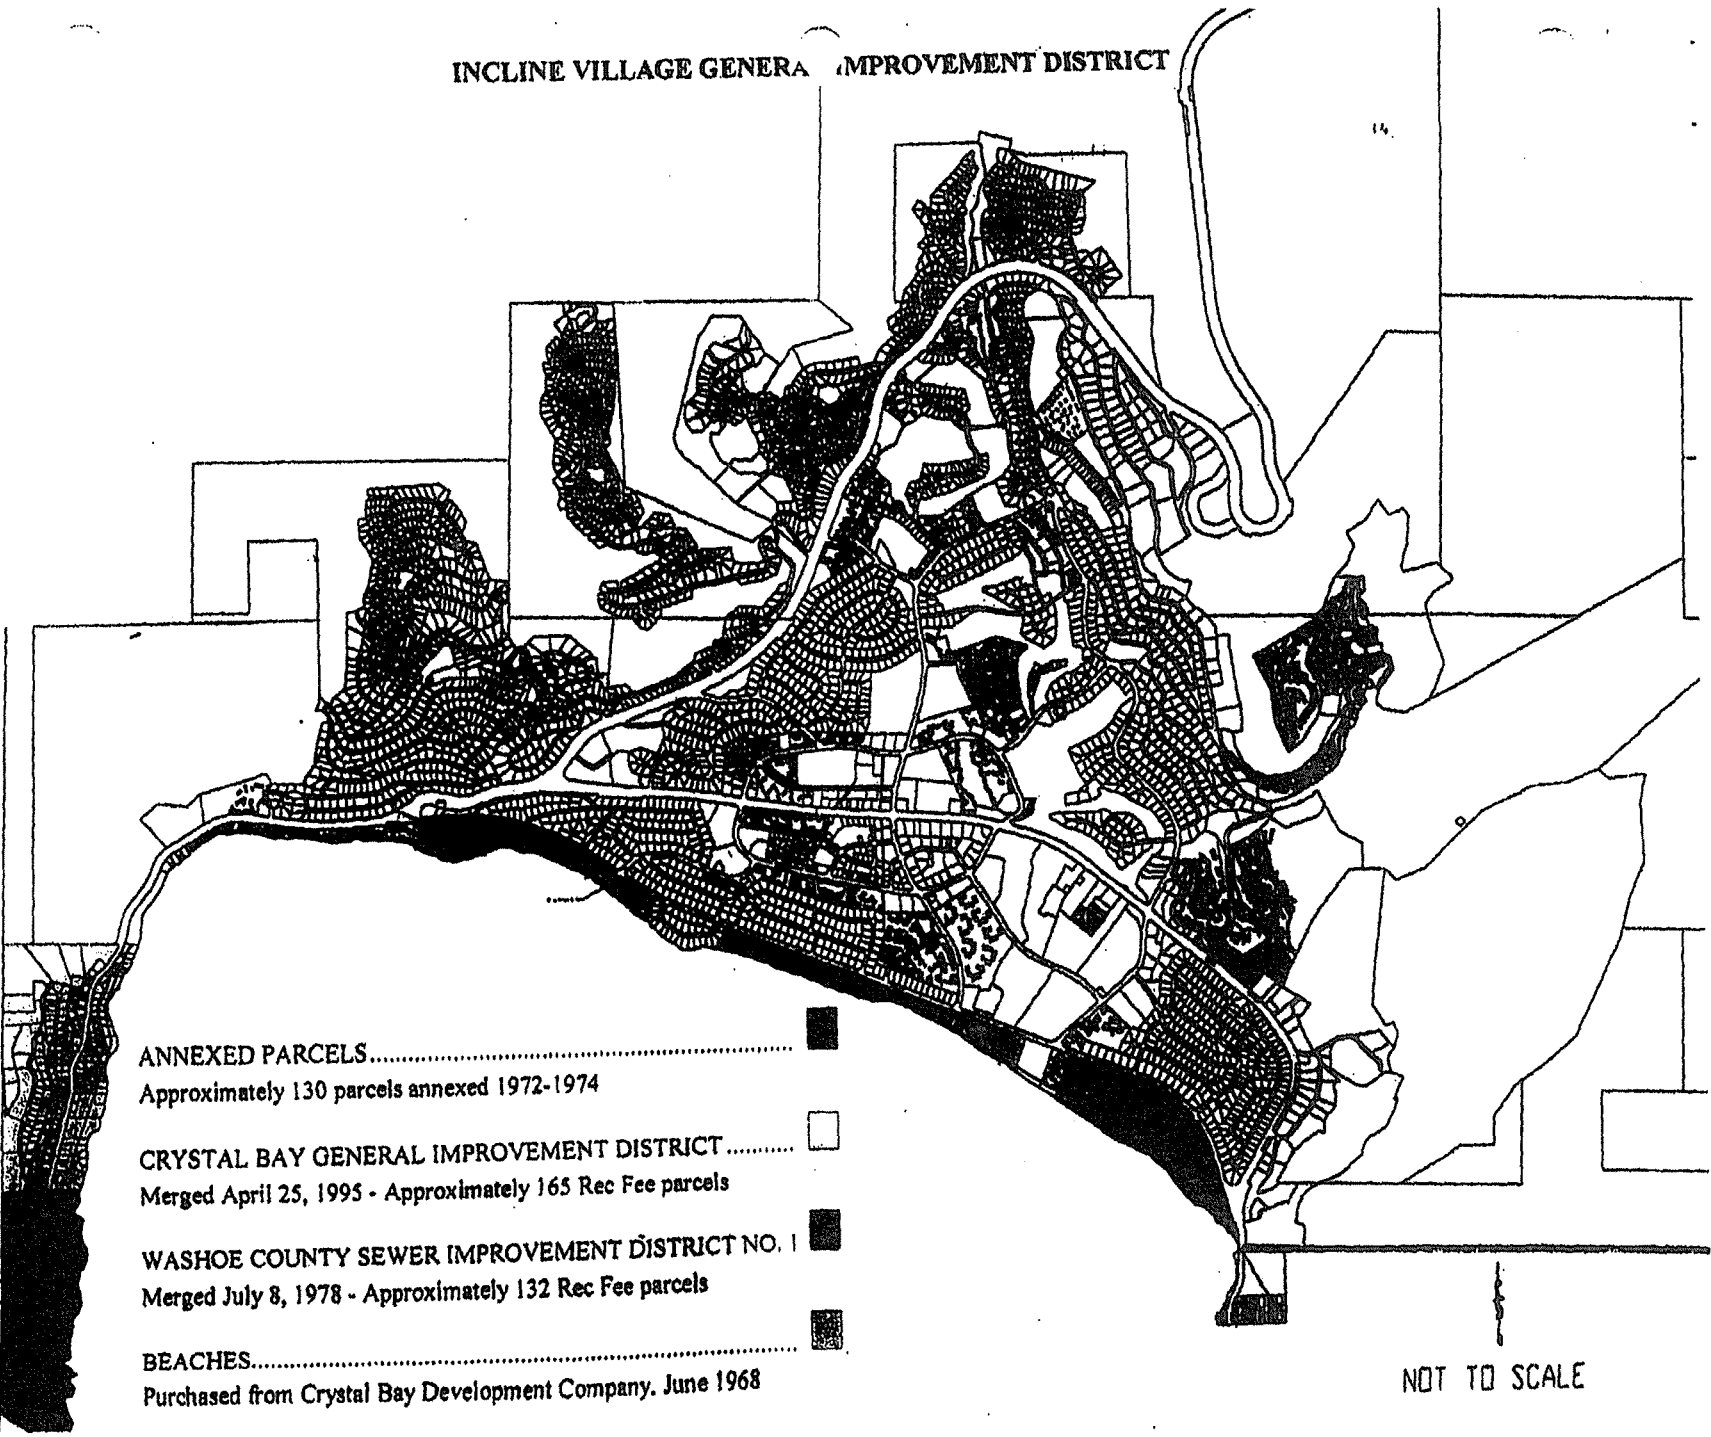 INCLINE VILLAGE GENERA IMPROVEMENT DISTRICT
14.
ANNEXED PARCELS
Approximately 130 parcels annexed 1972-1974
CRYSTAL BAY GENERAL IMPROVEMENT DISTRICT
Merged April 25, 1995 - Approximately 165 Rec Fee parcels
WASHOE COUNTY SEWER IMPROVEMENT DISTRICT NO. 1
Merged July 8, 1978 - Approximately 132 Rec Fee parcels
BEACHES
Purchased from Crystal Bay Development Company. June 1968
NOT TO SCALE